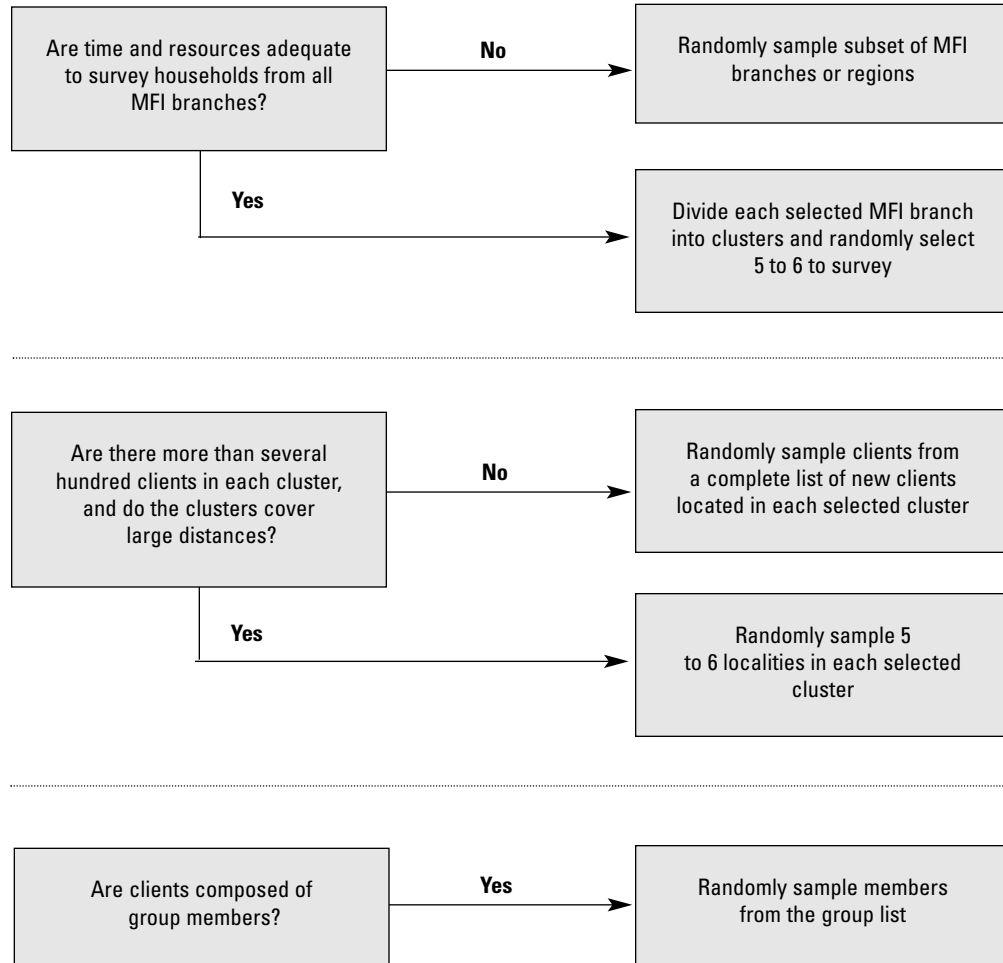 Are time and resources adequate
to survey households from all
MFI branches?
No
Randomly sample subset of MFI
branches or regions
Yes
Divide each selected MFI branch
into clusters and randomly select
5 to 6 to survey
Are there more than several
hundred clients in each cluster,
and do the clusters cover
large distances?
No
Randomly sample clients from
a complete list of new clients
located in each selected cluster
Yes
Randomly sample 5
to 6 localities in each selected
cluster
Are clients composed of
group members?
Yes
Randomly sample members
from the group list